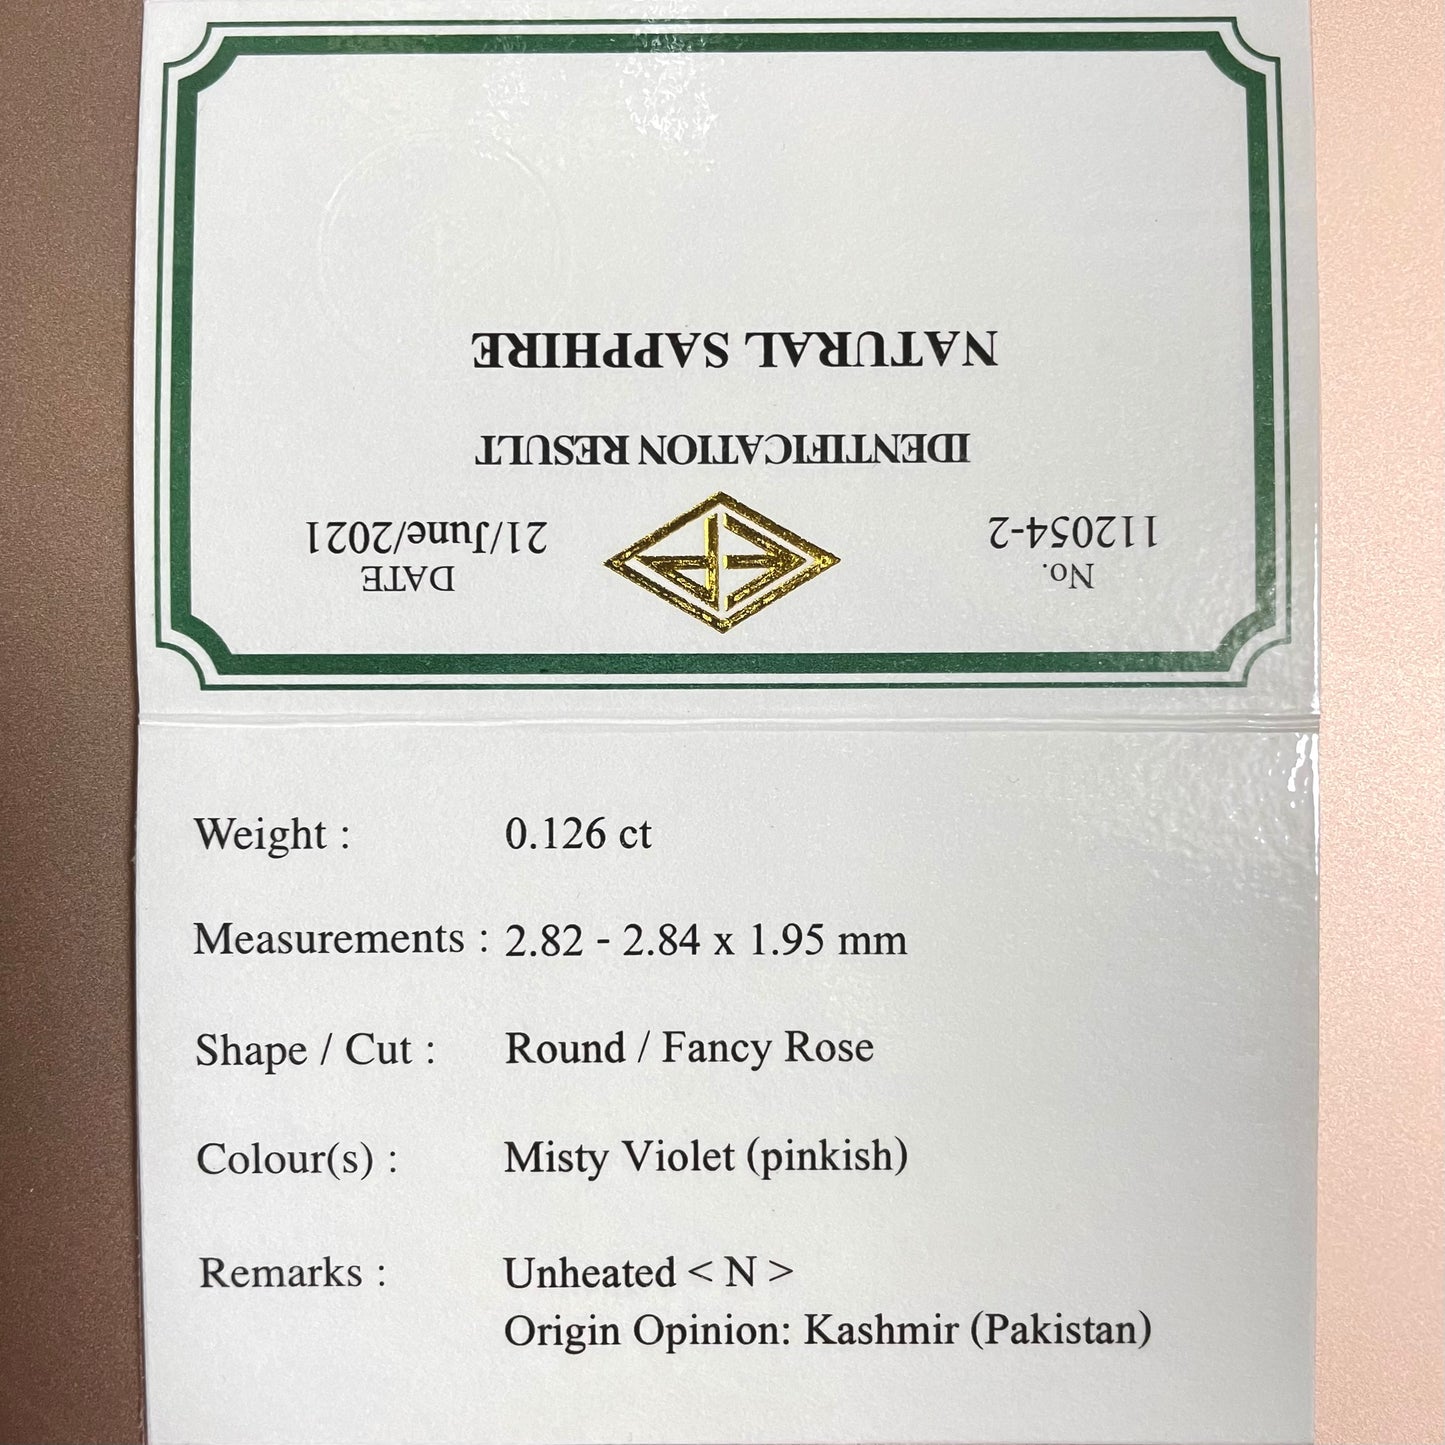 No.
112054-2
DATE
21/June/2021
IDENTIFICATION RESULT
NATURAL SAPPHIRE
Weight : 0.126 ct
Measurements : 2.82 - 2.84 x 1.95 mm
Shape / Cut : Round / Fancy Rose
Colour(s) : Misty Violet (pinkish)
Remarks : Unheated < N >
Origin Opinion: Kashmir (Pakistan)